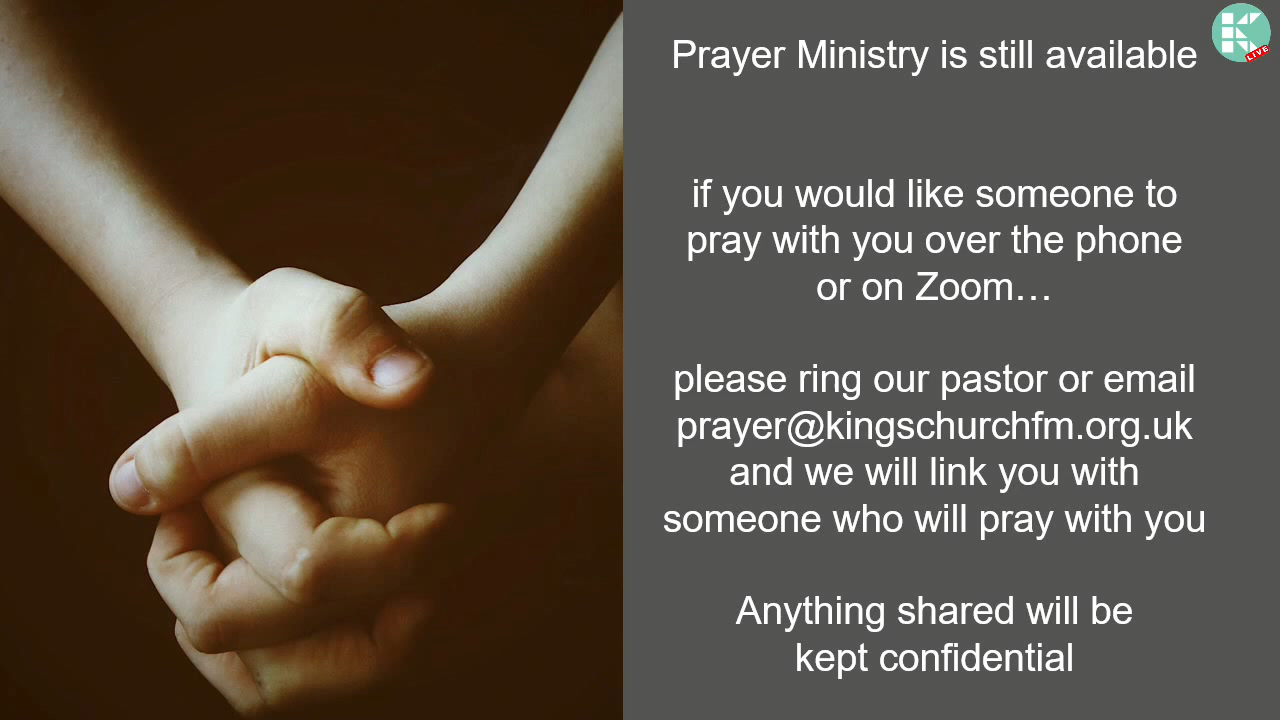 Prayer Ministry is still available
if you would like someone to
pray with you over the phone
or on Zoom…
please ring our pastor or email
prayer@kingschurchfm.org.uk
and we will link you with
someone who will pray with you
Anything shared will be
kept confidential
K
LIVE